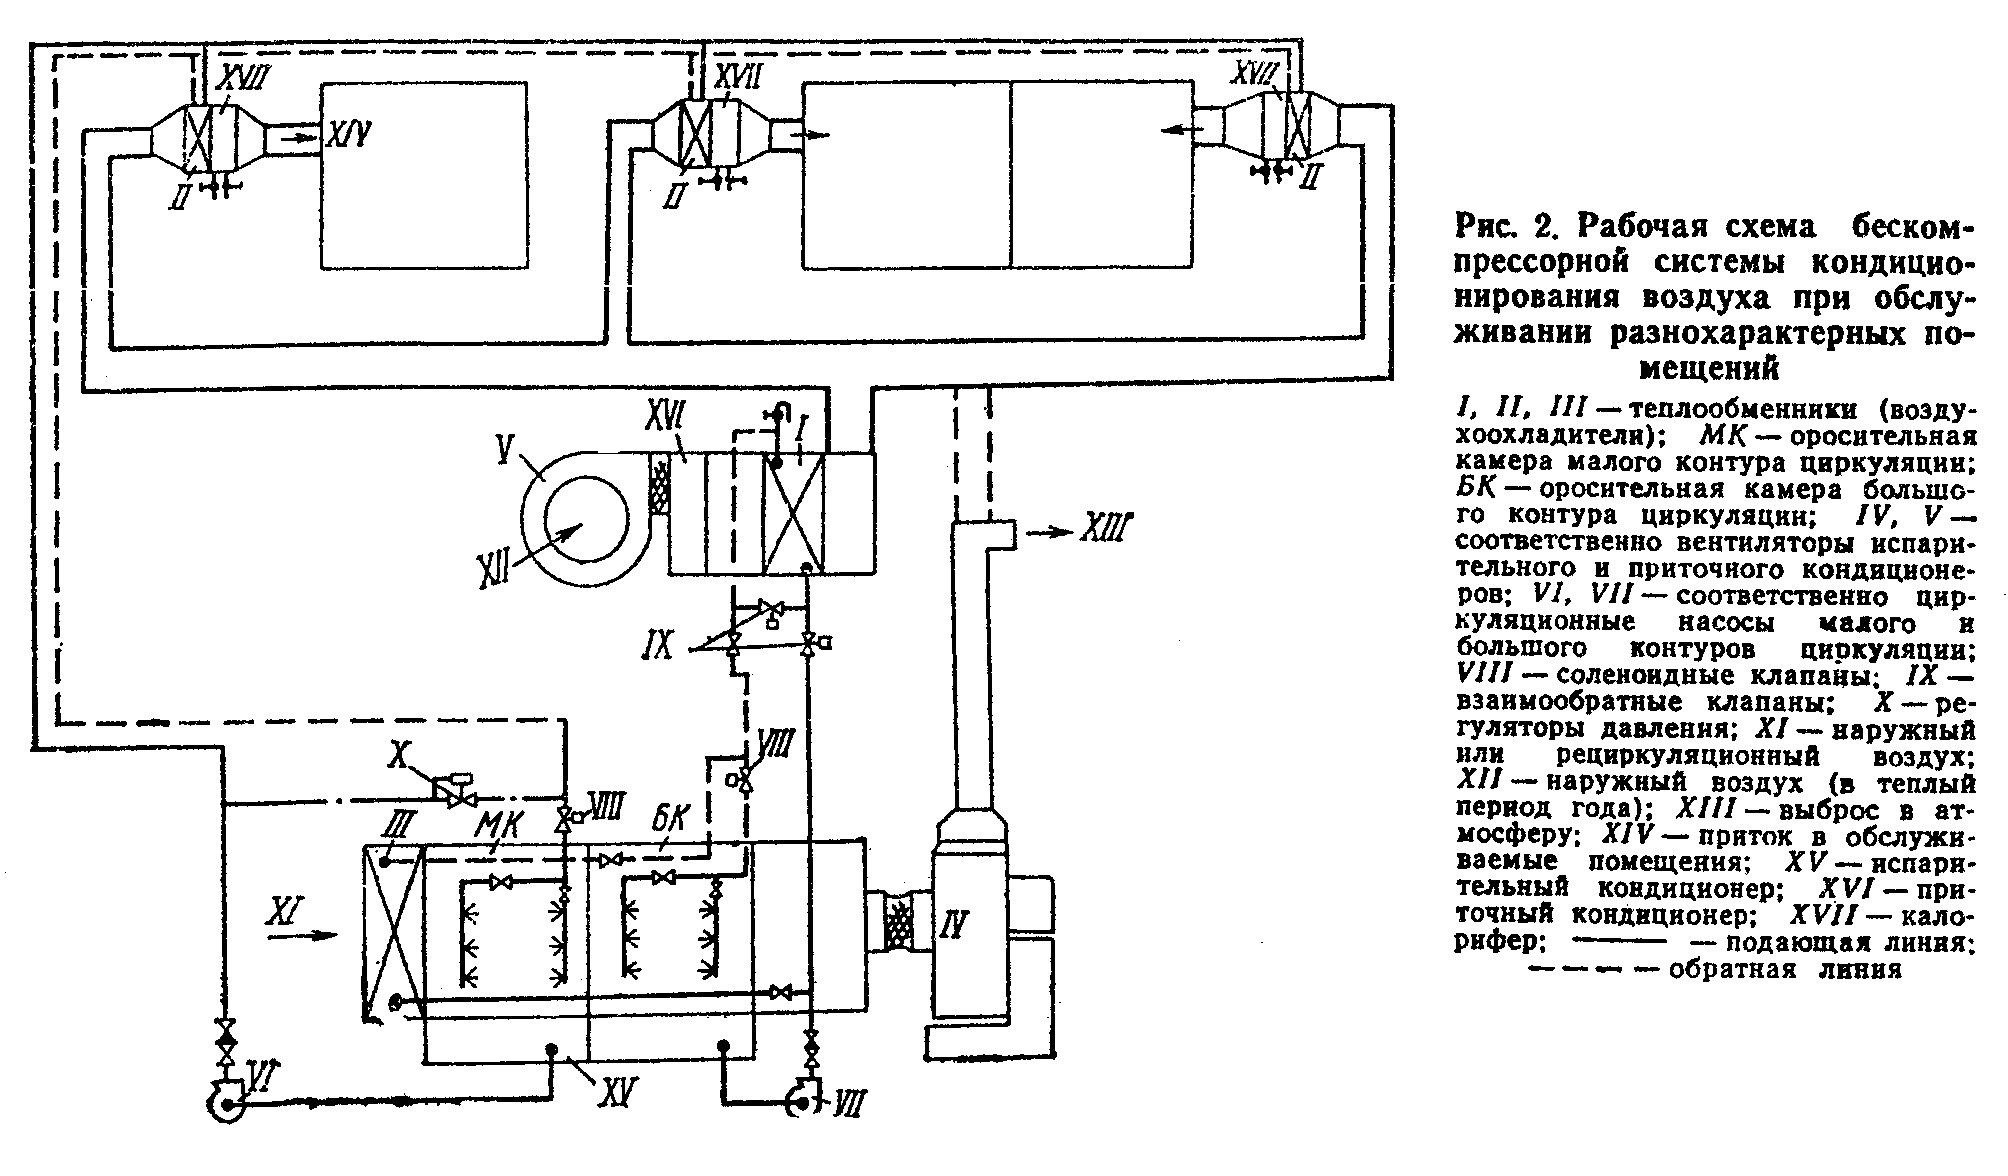 XVII
XVII
XVII
XIV
II
II
II
XVI
I
V
XII
XIII
IX
VIII
X
VIII
III
МК
БК
XI
IV
VI
XV
VII
Рис. 2. Рабочая схема беском-
прессорной системы кондицио-
нирования воздуха при обслу-
живании разнохарактерных по-
мещений
I, II, III — теплообменники (возду-
хоохладители); МК — оросительная
камера малого контура циркуляции;
БК — оросительная камера большо-
го контура циркуляции; IV, V —
соответственно вентиляторы испари-
тельного и приточного кондиционе-
ров; VI, VII — соответственно цир-
куляционные насосы малого и
большого контуров циркуляции;
VIII — соленоидные клапаны; IX —
взаимообратные клапаны; X — ре-
гуляторы давления; XI — наружный
или рециркуляционный воздух;
XII — наружный воздух (в теплый
период года); XIII — выброс в ат-
мосферу; XIV — приток в обслужи-
ваемые помещения; XV — испари-
тельный кондиционер; XVI — при-
точный кондиционер; XVII — кало-
рифер; ——— — подающая линия;
– – – – — обратная линия